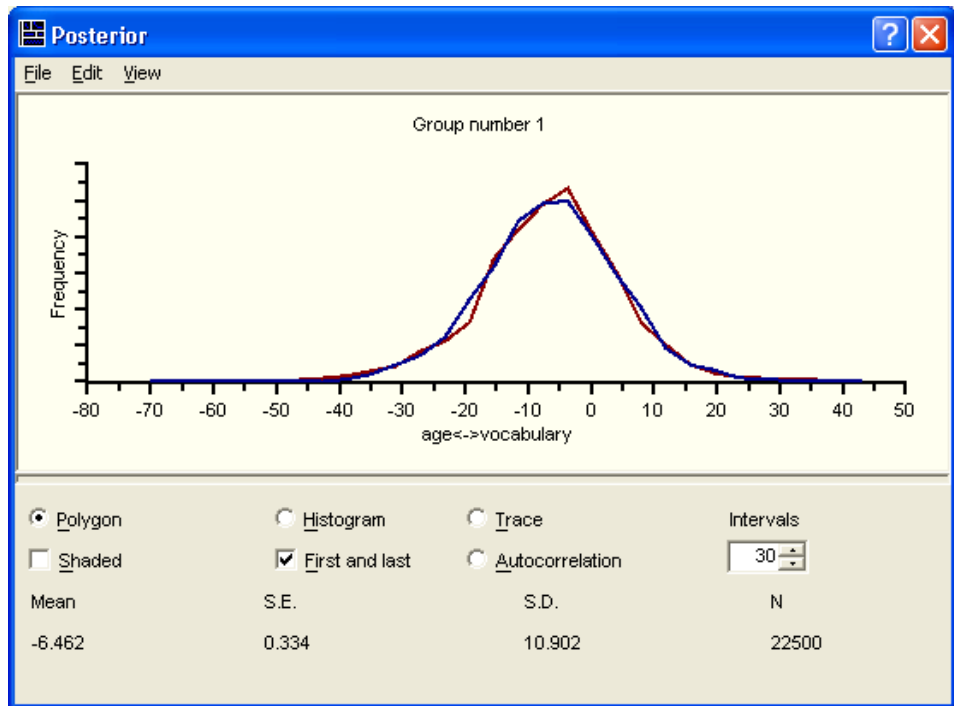 Posterior
File Edit View
Group number 1
Frequency
-80 -70 -60 -50 -40 -30 -20 -10 0 10 20 30 40 50
age<->vocabulary
Polygon Histogram Trace Intervals
Shaded First and last Autocorrelation 30
Mean S.E. S.D. N
-6.462 0.334 10.902 22500